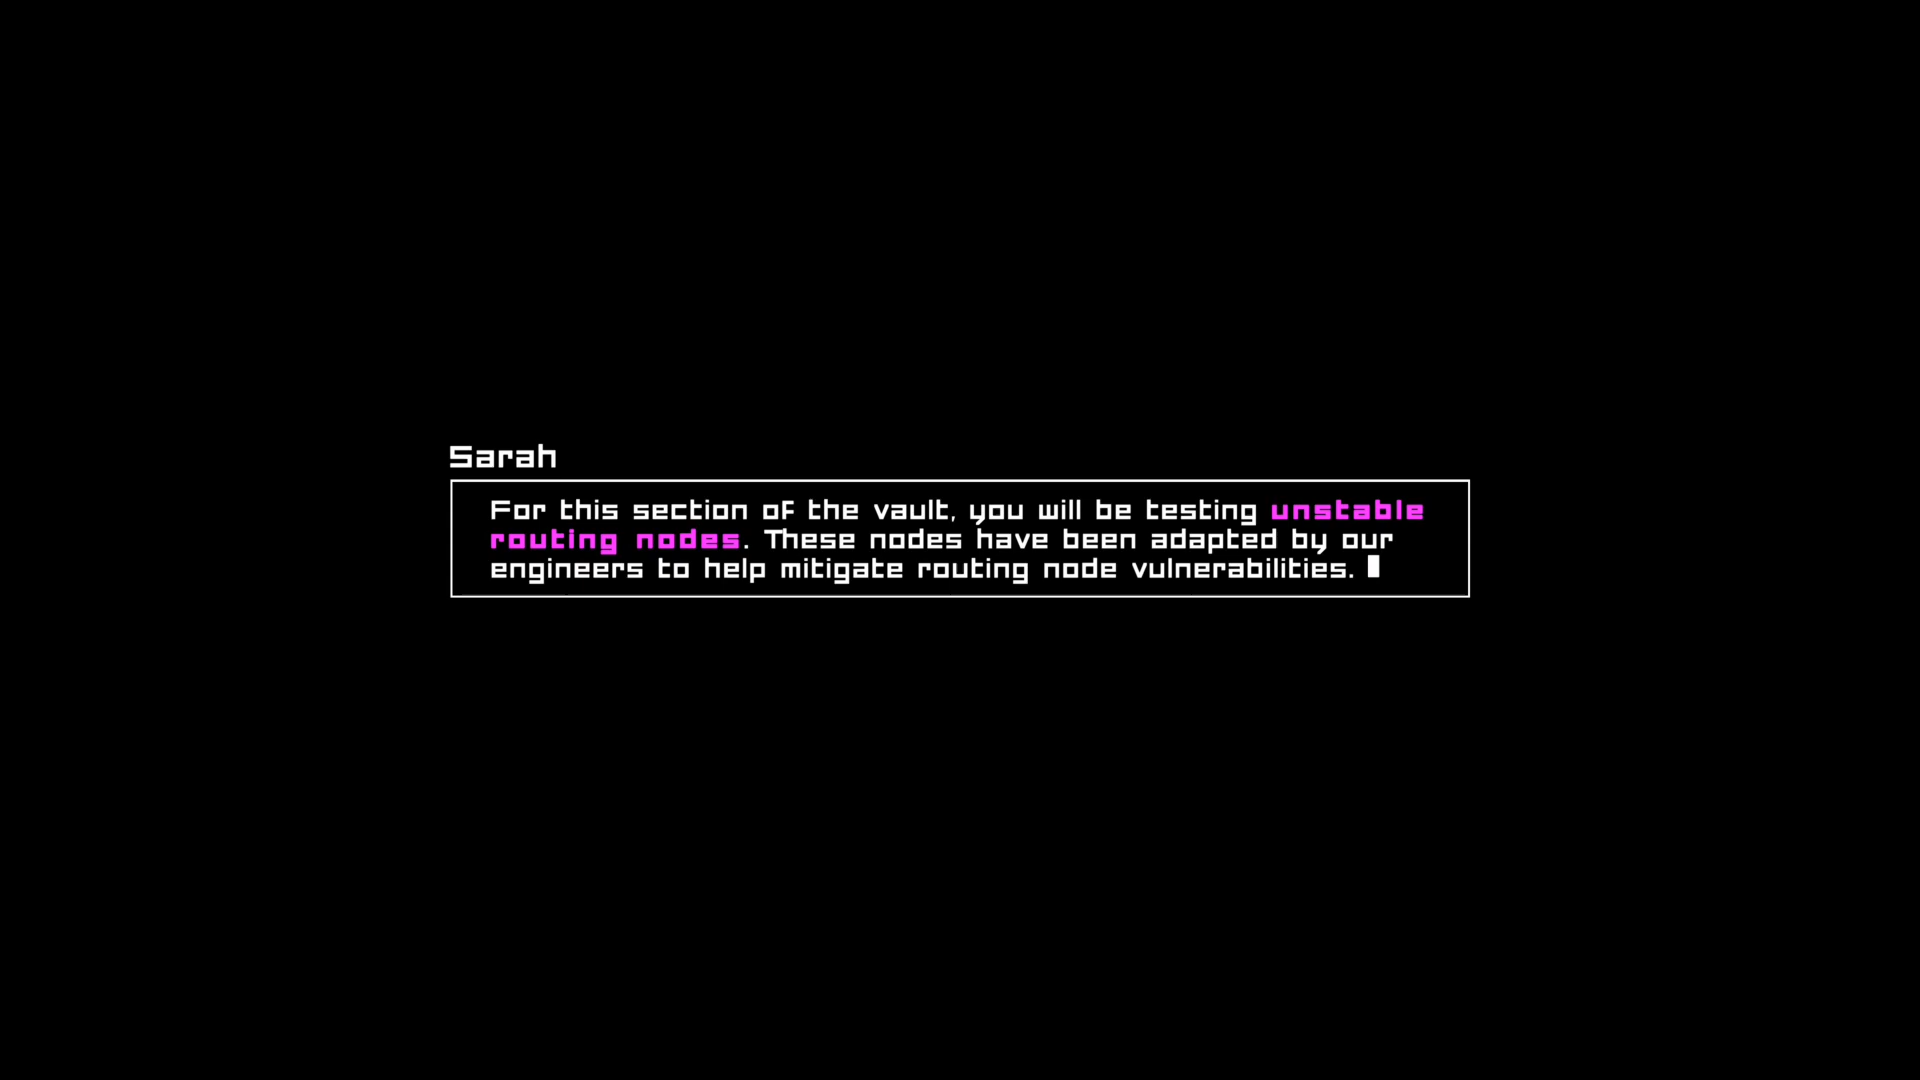 Sarah
For this section of the vault, you will be testing unstable
routing nodes. These nodes have been adapted by our
engineers to help mitigate routing node vulnerabilities.